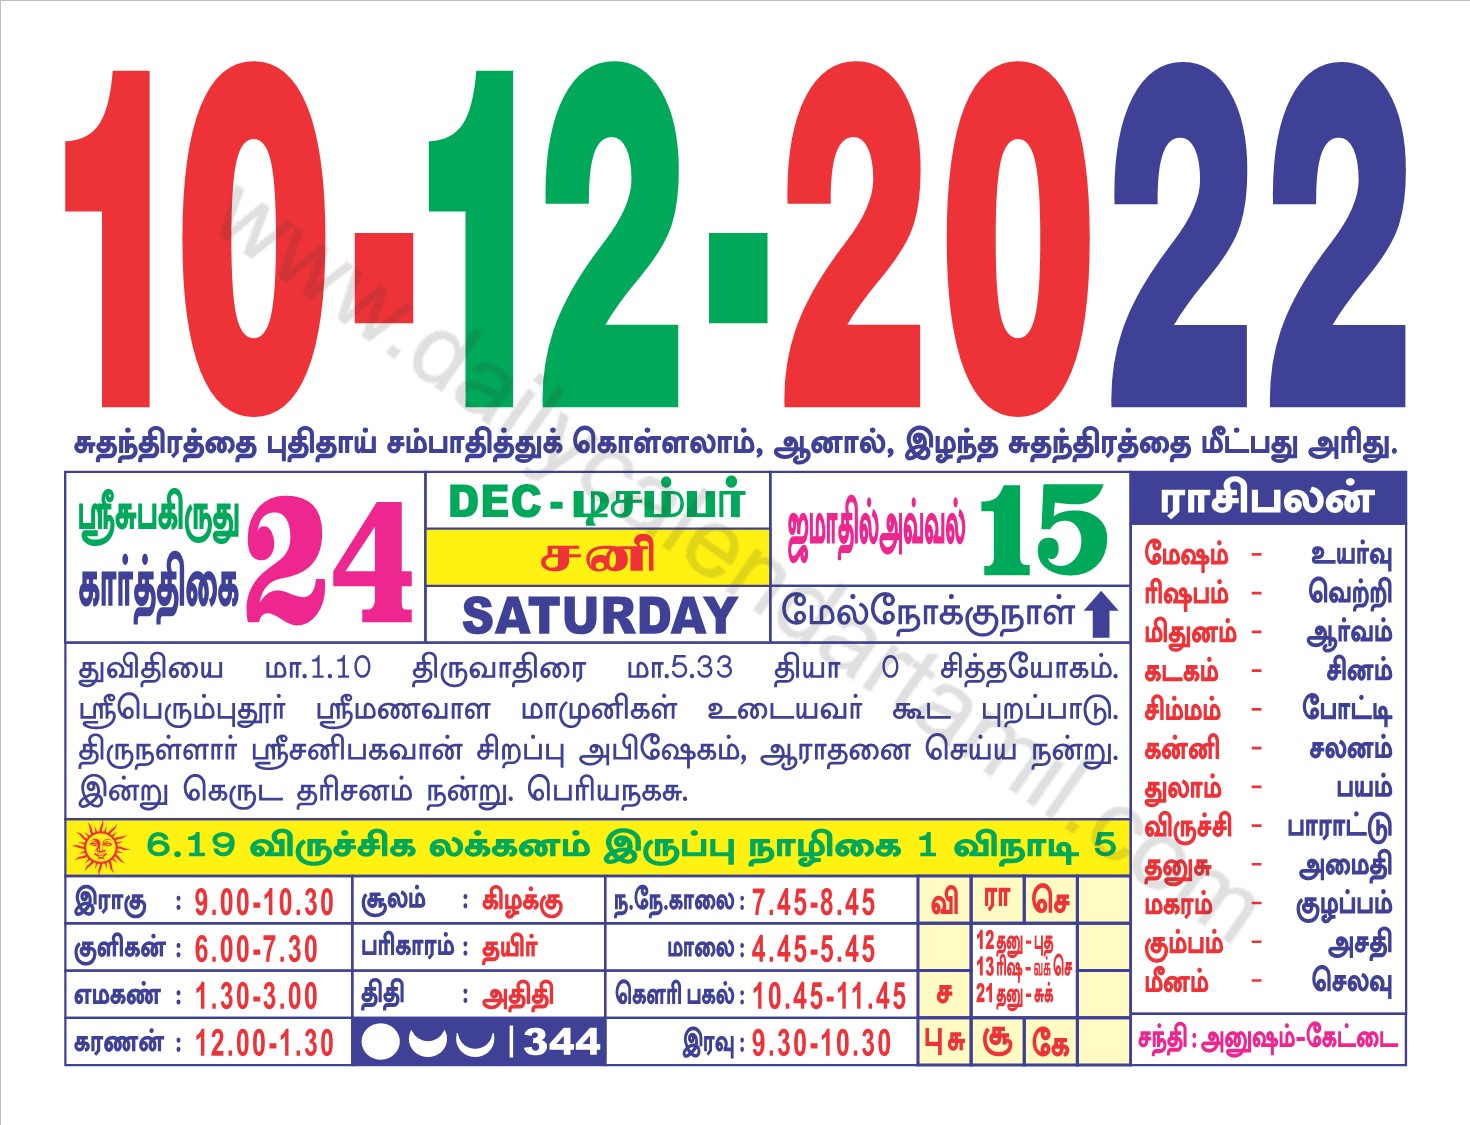 10-12-2022
சுதந்திரத்தை புதிதாய் சம்பாதித்துக் கொள்ளலாம், ஆனால், இழந்த சுதந்திரத்தை மீட்பது அரிது.
ஸ்ரீசுபகிருது
கார்த்திகை
24
DEC - டிசம்பர்
சனி
SATURDAY
ஜமாதில்அவ்வல் 15
மேல்நோக்குநாள்
துவிதியை மா.1.10 திருவாதிரை மா.5.33 தியா 0 சித்தயோகம்.
ஸ்ரீபெரும்புதூர் ஸ்ரீமணவாள மாமுனிகள் உடையவர் கூட புறப்பாடு.
திருநள்ளார் ஸ்ரீசனிபகவான் சிறப்பு அபிஷேகம், ஆராதனை செய்ய நன்று.
இன்று கெருட தரிசனம் நன்று. பெரியநகசு.
6.19 விருச்சிக லக்கனம் இருப்பு நாழிகை 1 விநாடி 5
இராகு : 9.00-10.30
குளிகன் : 6.00-7.30
எமகண் : 1.30-3.00
கரணன் : 12.00-1.30
சூலம் : கிழக்கு
பரிகாரம் : தயிர்
திதி : அதிதி
344
ந.நே.காலை : 7.45-8.45
மாலை : 4.45-5.45
கௌரி பகல் : 10.45-11.45
இரவு : 9.30-10.30
வி ரா செ
12 தனு - புத
13 ரிஷ - வக் செ
21 தனு - சுக்
ச
பு சு சூ கே
ராசிபலன்
மேஷம் - உயர்வு
ரிஷபம் - வெற்றி
மிதுனம் - ஆர்வம்
கடகம் - சினம்
சிம்மம் - போட்டி
கன்னி - சலனம்
துலாம் - பயம்
விருச்சி - பாராட்டு
தனுசு - அமைதி
மகரம் - குழப்பம்
கும்பம் - அசதி
மீனம் - செலவு
சந்தி : அனுஷம்-கேட்டை
www.dailycalendartamil.com